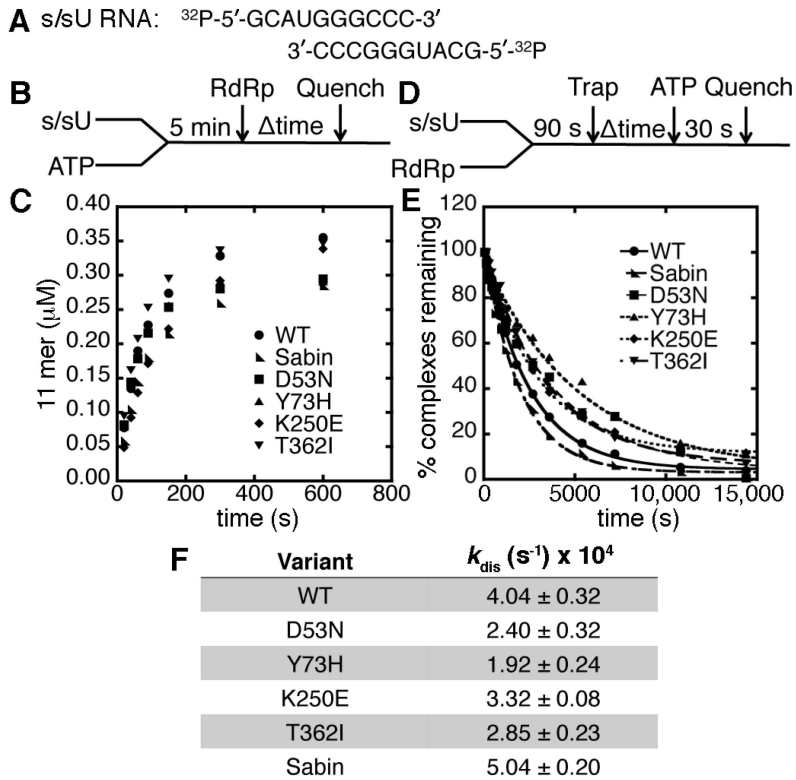 A s/sU RNA: ³²P-5′-GCAUGGGCCC-3′
3′-CCCGGGUACG-5′-³²P
B
RdRp Quench
s/sU
5 min Δtime
ATP
D
Trap ATP Quench
s/sU
90 s Δtime 30 s
RdRp
C
0.40
0.35
0.30
0.25
0.20
0.15
0.10
0.05
0.00
11 mer (μM)
WT
Sabin
D53N
Y73H
K250E
T362I
0 200 400 600 800
time (s)
E
120
100
80
60
40
20
0
% complexes remaining
WT
Sabin
D53N
Y73H
K250E
T362I
0 5000 10,000 15,000
time (s)
F
Variant kdis (s⁻¹) x 10⁴
WT 4.04 ± 0.32
D53N 2.40 ± 0.32
Y73H 1.92 ± 0.24
K250E 3.32 ± 0.08
T362I 2.85 ± 0.23
Sabin 5.04 ± 0.20